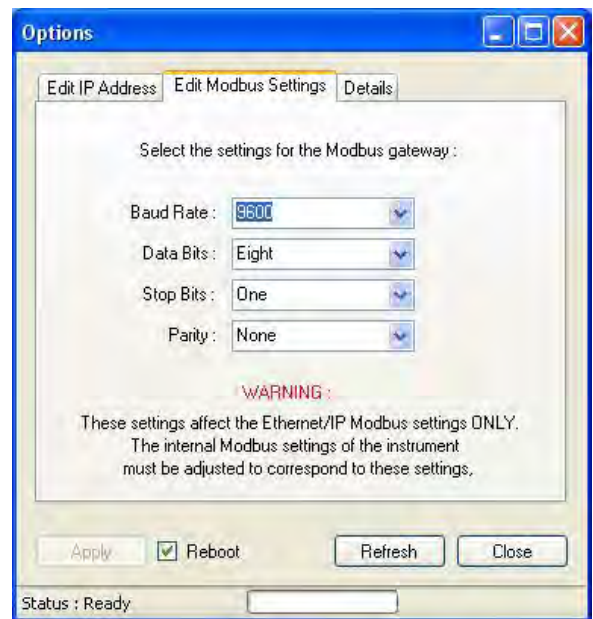 Options
Edit IP Address Edit Modbus Settings Details
Select the settings for the Modbus gateway :
Baud Rate : 9600
Data Bits : Eight
Stop Bits : One
Parity : None
WARNING :
These settings affect the Ethernet/IP Modbus settings ONLY.
The internal Modbus settings of the instrument
must be adjusted to correspond to these settings,
Apply Reboot Refresh Close
Status : Ready